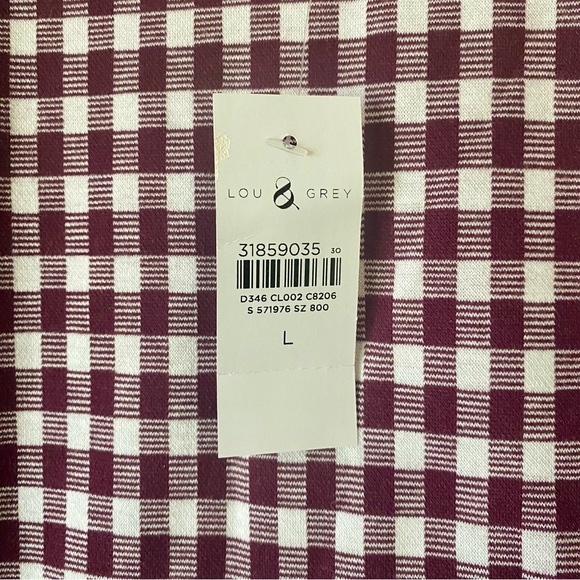 LOU & GREY
31859035 30
D346 CL002 C8206
S 571976 SZ 800
L